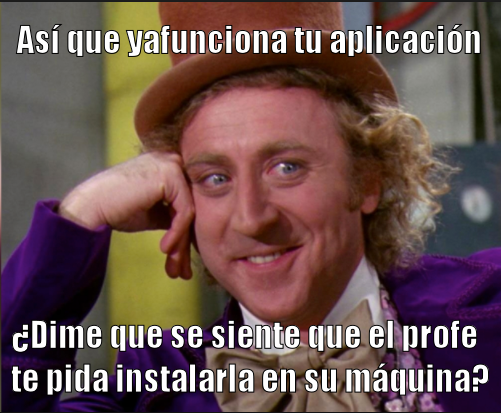 Así que yafunciona tu aplicación
¿Dime que se siente que el profe
te pida instalarla en su máquina?